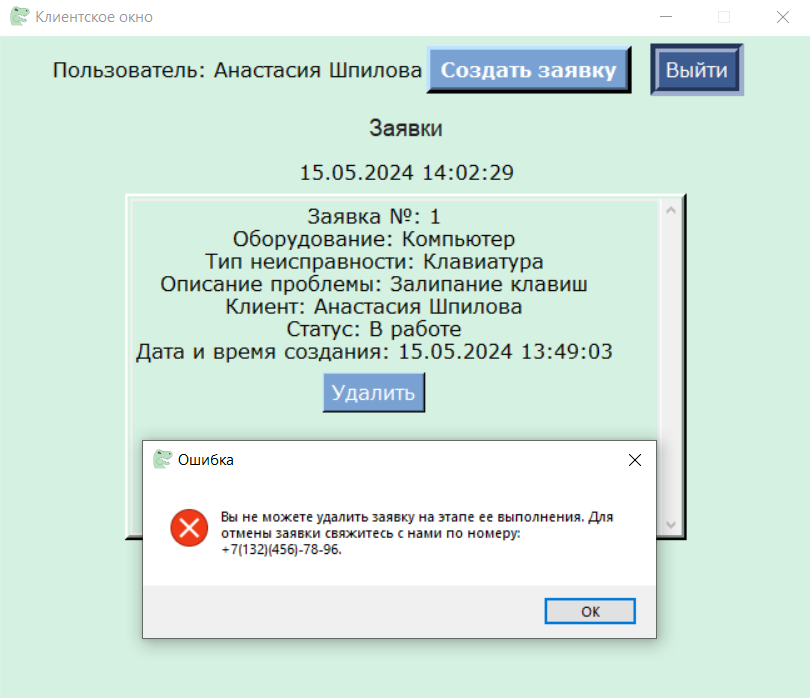 Клиентское окно
Пользователь: Анастасия Шпилова Создать заявку Выйти
Заявки
15.05.2024 14:02:29
Заявка №: 1
Оборудование: Компьютер
Тип неисправности: Клавиатура
Описание проблемы: Залипание клавиш
Клиент: Анастасия Шпилова
Статус: В работе
Дата и время создания: 15.05.2024 13:49:03
Удалить
Ошибка
Вы не можете удалить заявку на этапе ее выполнения. Для
отмены заявки свяжитесь с нами по номеру:
+7(132)(456)-78-96.
ОК